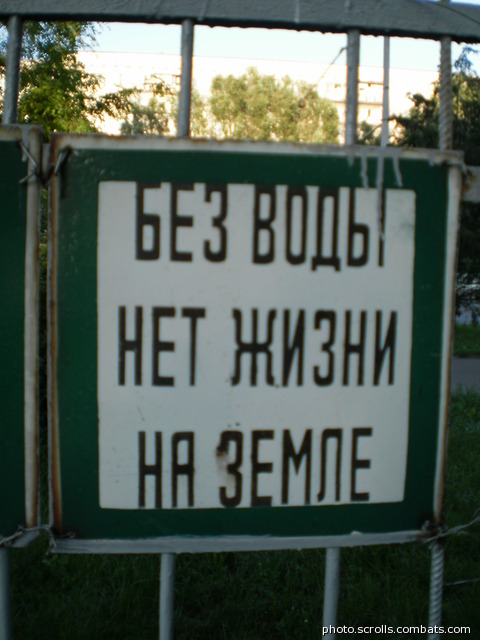 БЕЗ ВОДЫ
НЕТ ЖИЗНИ
НА ЗЕМЛЕ
photo.scrolls.combats.com